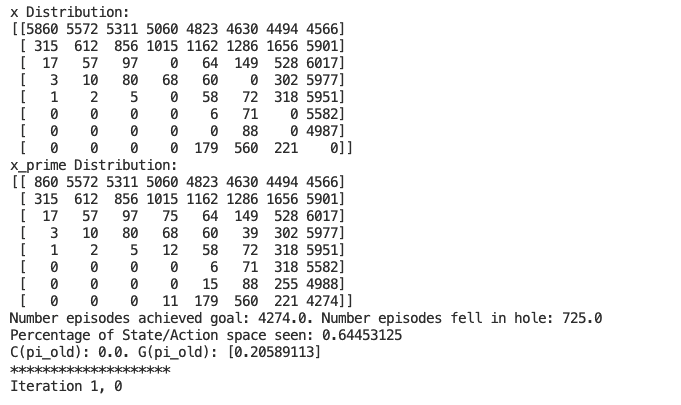 x Distribution:
[[5860 5572 5311 5060 4823 4630 4494 4566]
[ 315 612 856 1015 1162 1286 1656 5901]
[ 17 57 97 0 64 149 528 6017]
[ 3 10 80 68 60 0 302 5977]
[ 1 2 5 0 58 72 318 5951]
[ 0 0 0 0 6 71 0 5582]
[ 0 0 0 0 0 88 0 4987]
[ 0 0 0 0 179 560 221 0]]
x_prime Distribution:
[[ 860 5572 5311 5060 4823 4630 4494 4566]
[ 315 612 856 1015 1162 1286 1656 5901]
[ 17 57 97 75 64 149 528 6017]
[ 3 10 80 68 60 39 302 5977]
[ 1 2 5 12 58 72 318 5951]
[ 0 0 0 0 6 71 318 5582]
[ 0 0 0 0 15 88 255 4988]
[ 0 0 0 11 179 560 221 4274]]
Number episodes achieved goal: 4274.0. Number episodes fell in hole: 725.0
Percentage of State/Action space seen: 0.64453125
C(pi_old): 0.0. G(pi_old): [0.20589113]
********************
Iteration 1, 0